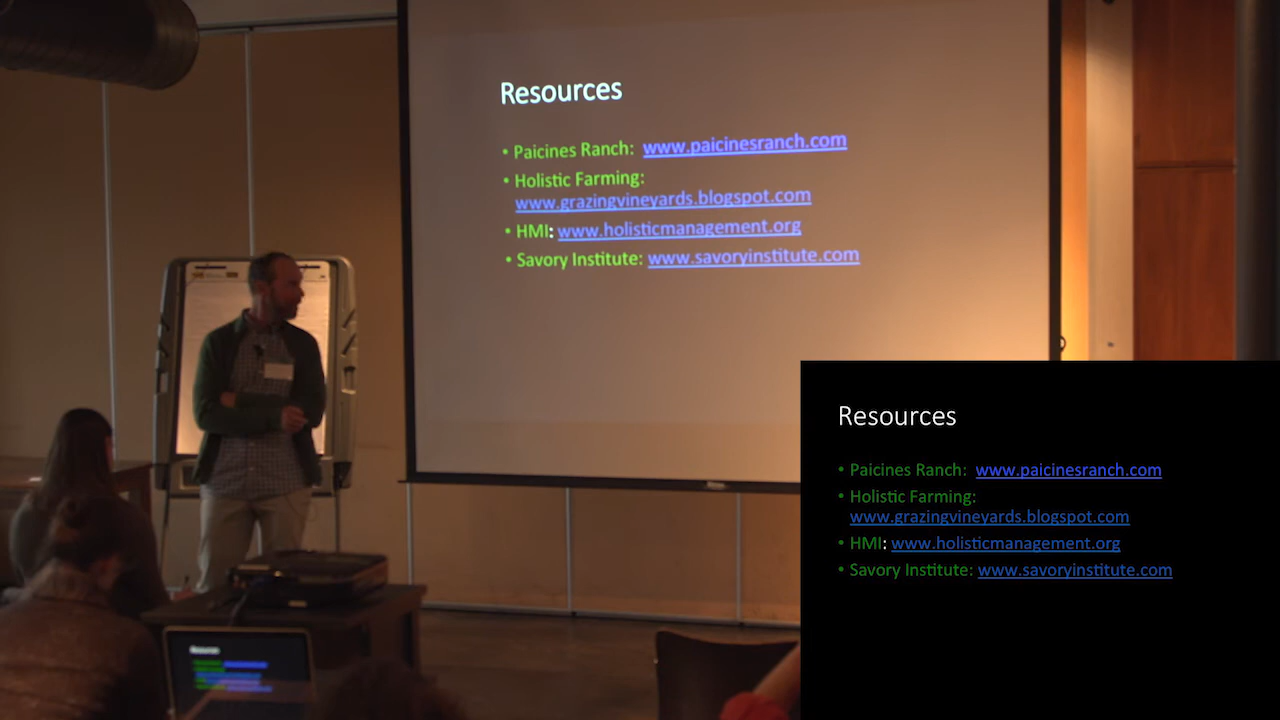 Resources
• Paicines Ranch: www.paicinesranch.com
• Holistic Farming:
www.grazingvineyards.blogspot.com
• HMI: www.holisticmanagement.org
• Savory Institute: www.savoryinstitute.com
Resources
• Paicines Ranch: www.paicinesranch.com
• Holistic Farming:
www.grazingvineyards.blogspot.com
• HMI: www.holisticmanagement.org
• Savory Institute: www.savoryinstitute.com
Resources